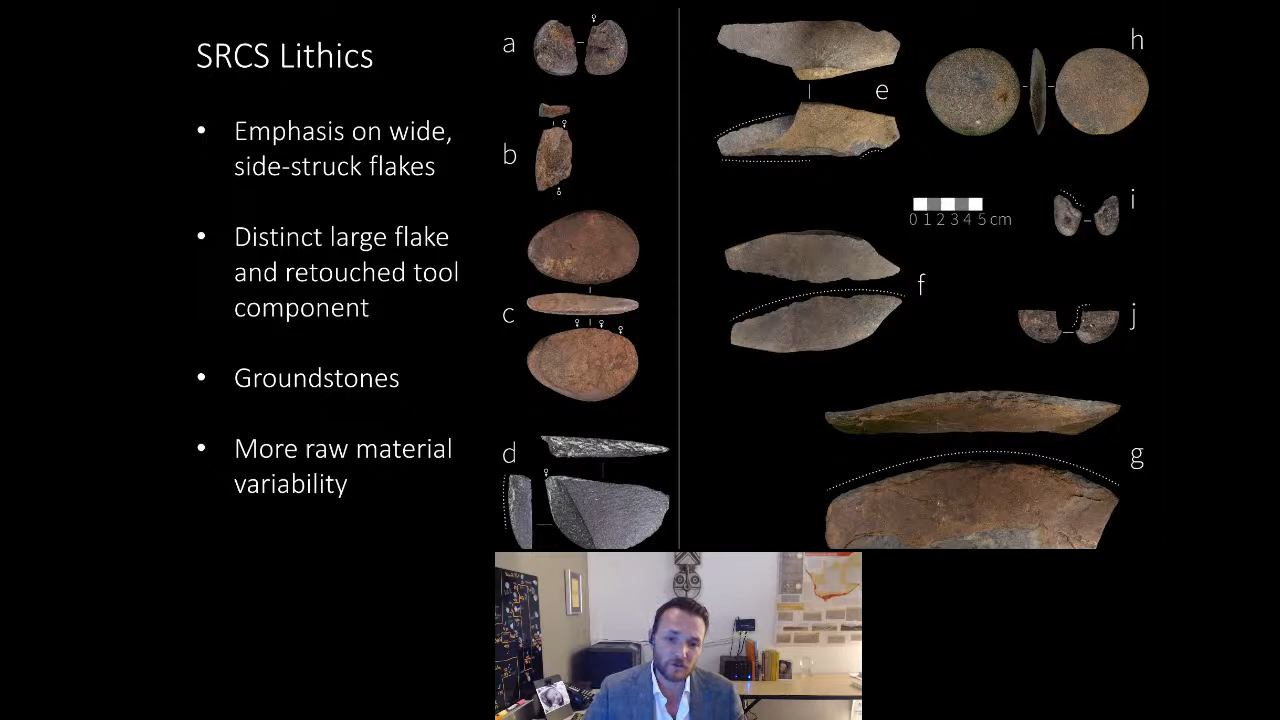 SRCS Lithics
• Emphasis on wide,
side-struck flakes
• Distinct large flake
and retouched tool
component
• Groundstones
• More raw material
variability
a
b
c
d
e
f
g
h
i
j
0 1 2 3 4 5 cm